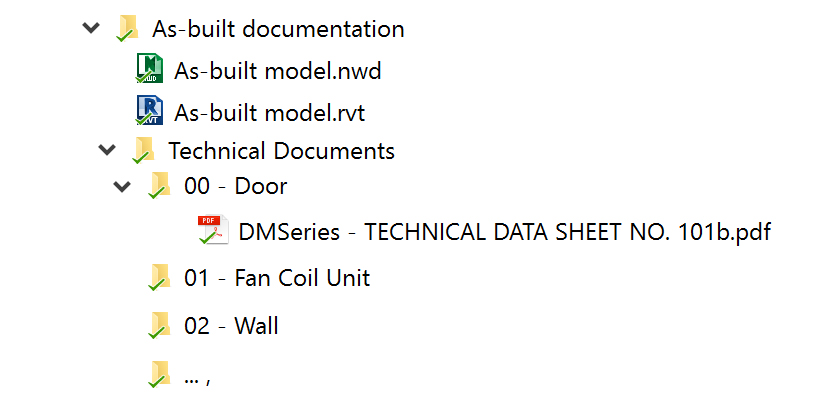 As-built documentation
As-built model.nwd
As-built model.rvt
Technical Documents
00 - Door
PDF DMSeries - TECHNICAL DATA SHEET NO. 101b.pdf
01 - Fan Coil Unit
02 - Wall
... ,